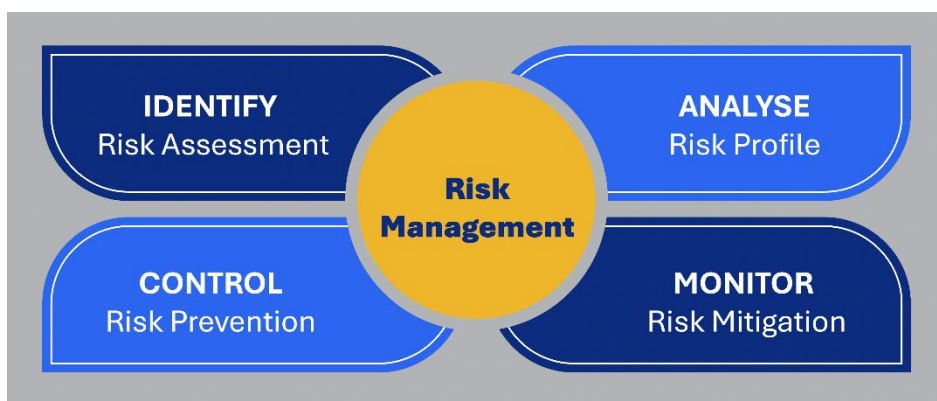 IDENTIFY
Risk Assessment
ANALYSE
Risk Profile
Risk
Management
CONTROL
Risk Prevention
MONITOR
Risk Mitigation